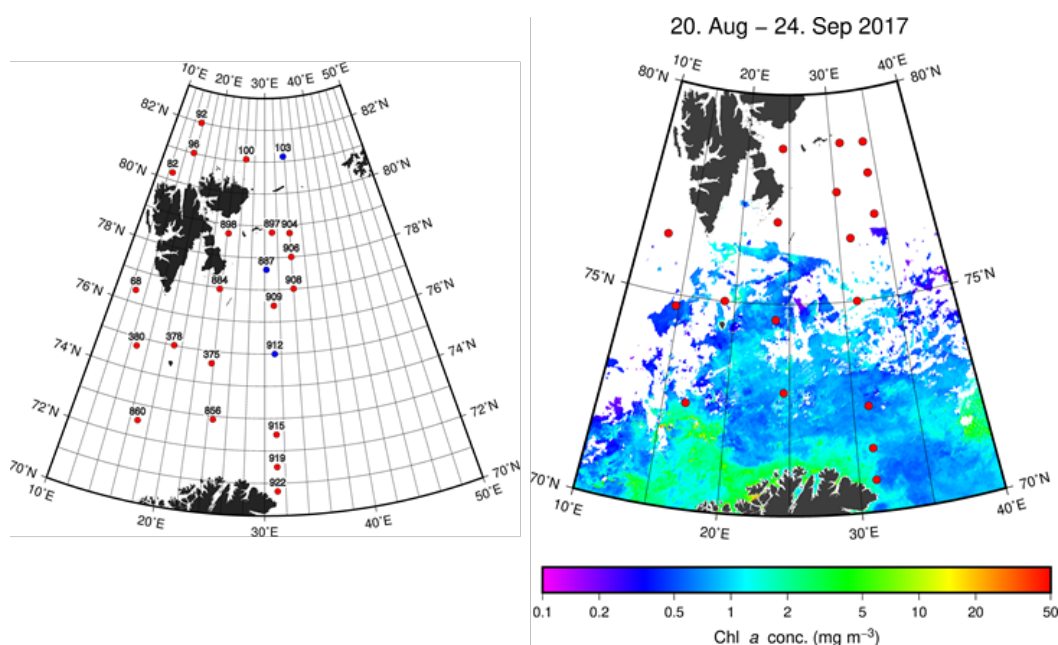 10˚E 20˚E 30˚E 40˚E 50˚E
82˚N 82˚N
80˚N 80˚N
78˚N
76˚N 76˚N
74˚N 74˚N
72˚N 72˚N
70˚N 70˚N
10˚E 20˚E 30˚E 40˚E 50˚E
92
96
100
103
82
898
897
904
906
887
884
908
68
909
380
378
375
912
860
856
915
919
922
20. Aug – 24. Sep 2017
10˚E 20˚E 30˚E 40˚E
80˚N 80˚N
75˚N 75˚N
70˚N 70˚N
10˚E 20˚E 30˚E 40˚E
0.1 0.2 0.5 1 2 5 10 20 50
Chl a conc. (mg m⁻³)